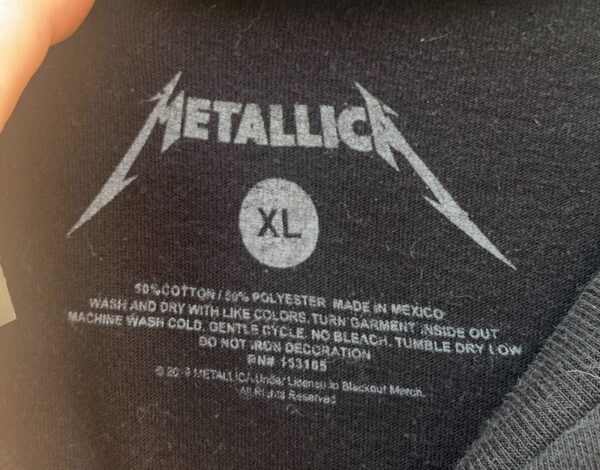 METALLICA
XL
50% COTTON / 50% POLYESTER MADE IN MEXICO
WASH AND DRY WITH LIKE COLORS. TURN GARMENT INSIDE OUT
MACHINE WASH COLD, GENTLE CYCLE. NO BLEACH. TUMBLE DRY LOW
DO NOT IRON DECORATION
RN# 153105
© METALLICA Under License to Blackout Merch.
All Rights Reserved